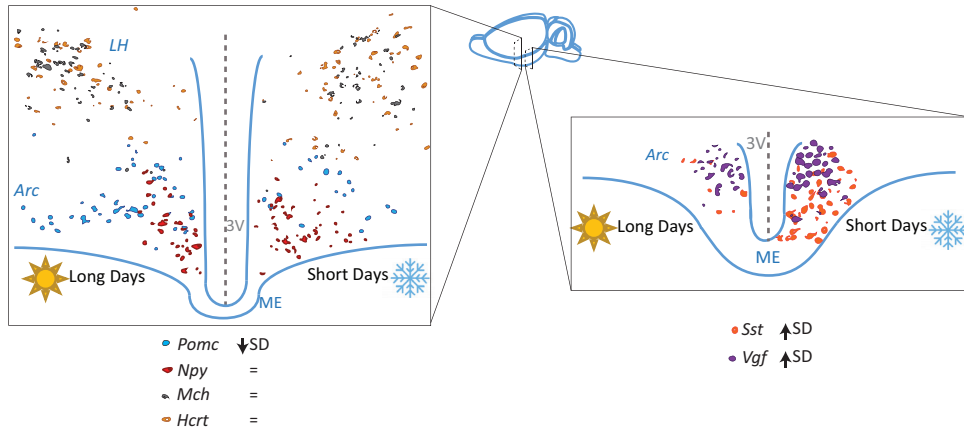 LH
Arc
3V
Long Days
Short Days
ME
Pomc SD
Npy =
Mch =
Hcrt =
Arc
3V
Long Days
Short Days
ME
Sst SD
Vgf SD